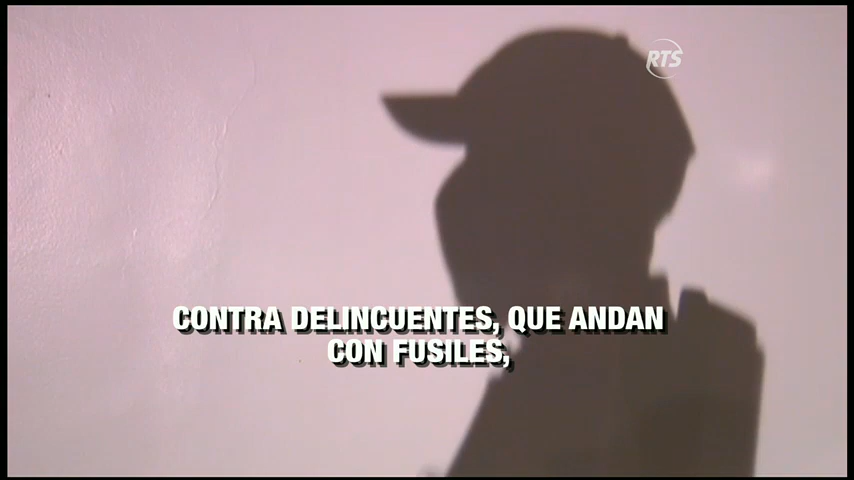 RTS
CONTRA DELINCUENTES, QUE ANDAN
CON FUSILES,